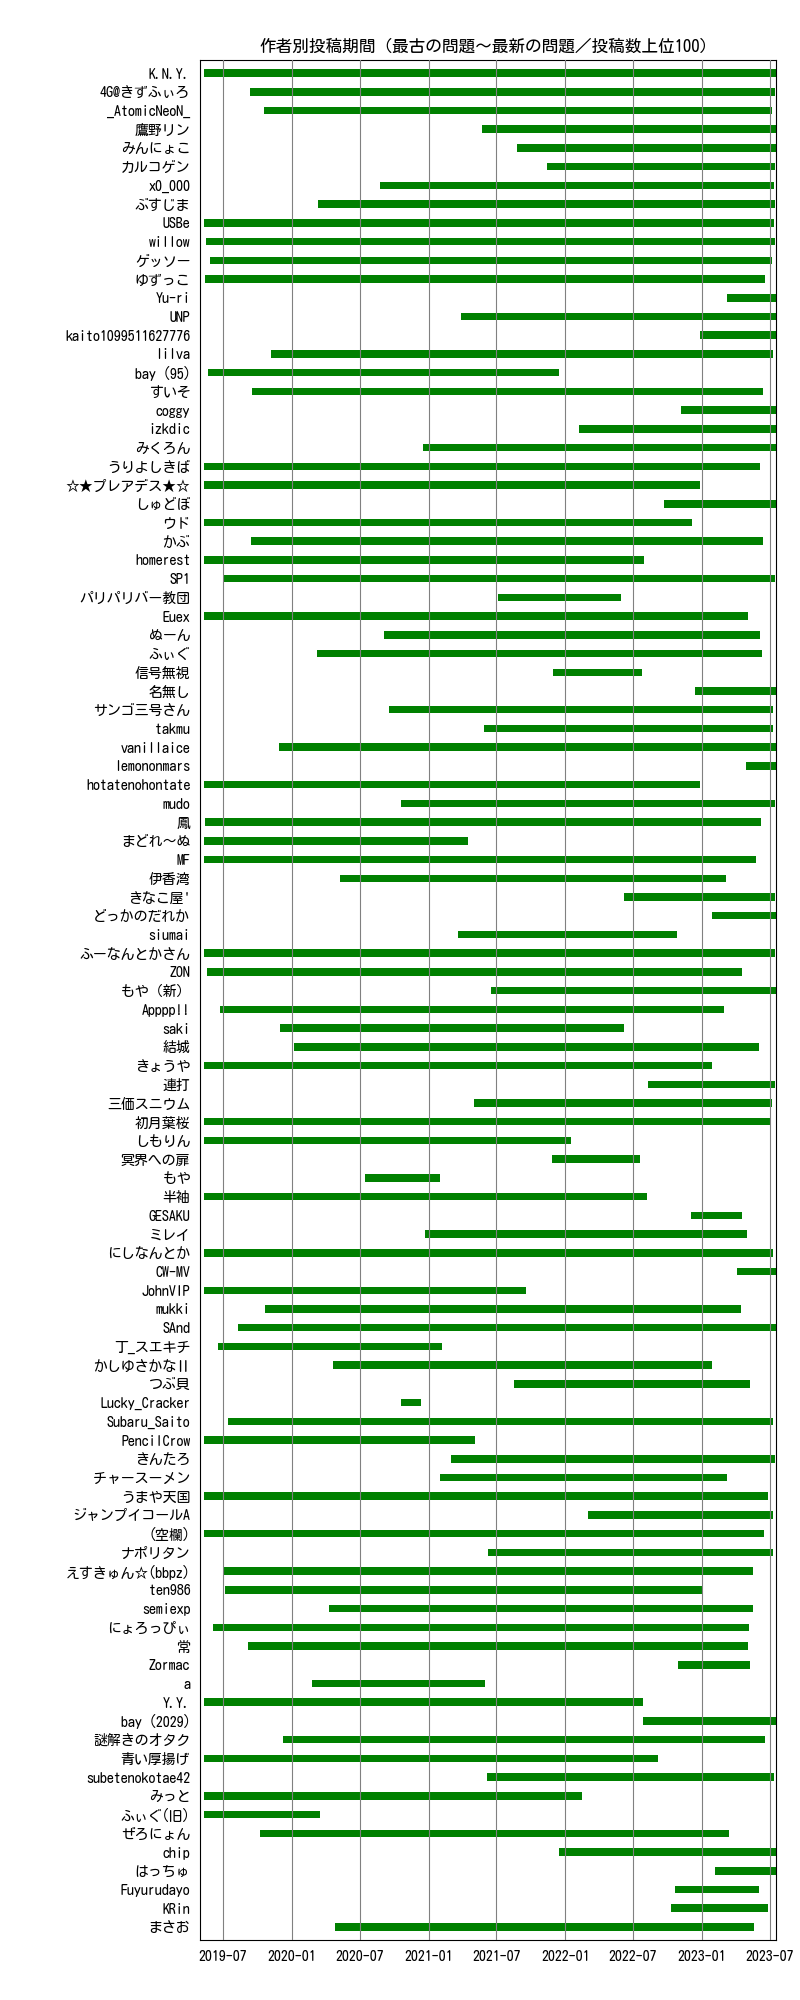 作者別投稿期間（最古の問題～最新の問題／投稿数上位100）
K.N.Y.
4G@きずふぃろ
_AtomicNeoN_
鷹野リン
みんにょこ
カルコゲン
x0_000
ぶすじま
USBe
willow
ゲッソー
ゆずっこ
Yu-ri
UNP
kaito1099511627776
lilva
bay (95)
すいそ
coggy
izkdic
みくろん
うりよしきば
☆★プレアデス★☆
しゅどぼ
ウド
かぶ
homerest
SP1
パリパリバー教団
Euex
ぬーん
ふぃぐ
信号無視
名無し
サンゴ三号さん
takmu
vanillaice
lemononmars
hotatenohontate
mudo
鳳
まどれ～ぬ
MF
伊香湾
きなこ屋'
どっかのだれか
siumai
ふーなんとかさん
ZON
もや（新）
Appppll
saki
結城
きょうや
連打
三価スニウム
初月葉桜
しもりん
冥界への扉
もや
半袖
GESAKU
ミレイ
にしなんとか
CW-MV
JohnVIP
mukki
SAnd
丁_スエキチ
かしゆさかなⅡ
つぶ貝
Lucky_Cracker
Subaru_Saito
PencilCrow
きんたろ
チャースーメン
うまや天国
ジャンプイコールA
(空欄)
ナポリタン
えすきゅん☆(bbpz)
ten986
semiexp
にょろっぴぃ
常
Zormac
a
Y.Y.
bay (2029)
謎解きのオタク
青い厚揚げ
subetenokotae42
みっと
ふぃぐ(旧)
ぜろにょん
chip
はっちゅ
Fuyurudayo
KRin
まさお
2019-07 2020-01 2020-07 2021-01 2021-07 2022-01 2022-07 2023-01 2023-07